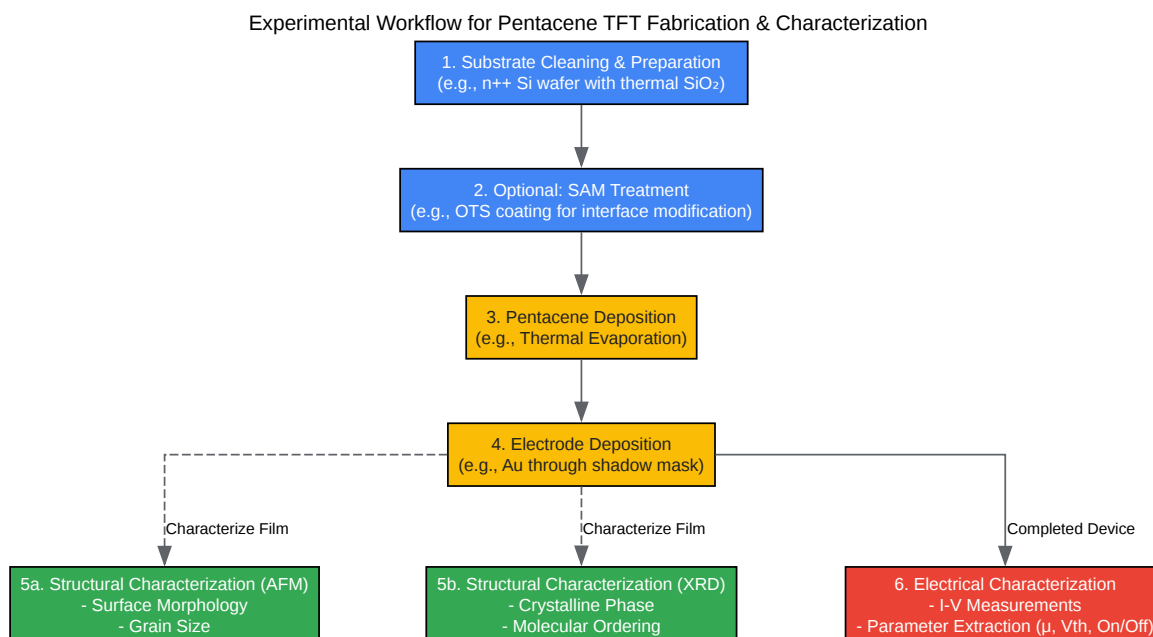 Experimental Workflow for Pentacene TFT Fabrication & Characterization
1. Substrate Cleaning & Preparation
(e.g., n++ Si wafer with thermal SiO₂)
2. Optional: SAM Treatment
(e.g., OTS coating for interface modification)
3. Pentacene Deposition
(e.g., Thermal Evaporation)
4. Electrode Deposition
(e.g., Au through shadow mask)
Characterize Film
Characterize Film
Completed Device
5a. Structural Characterization (AFM)
- Surface Morphology
- Grain Size
5b. Structural Characterization (XRD)
- Crystalline Phase
- Molecular Ordering
6. Electrical Characterization
- I-V Measurements
- Parameter Extraction (μ, Vth, On/Off)